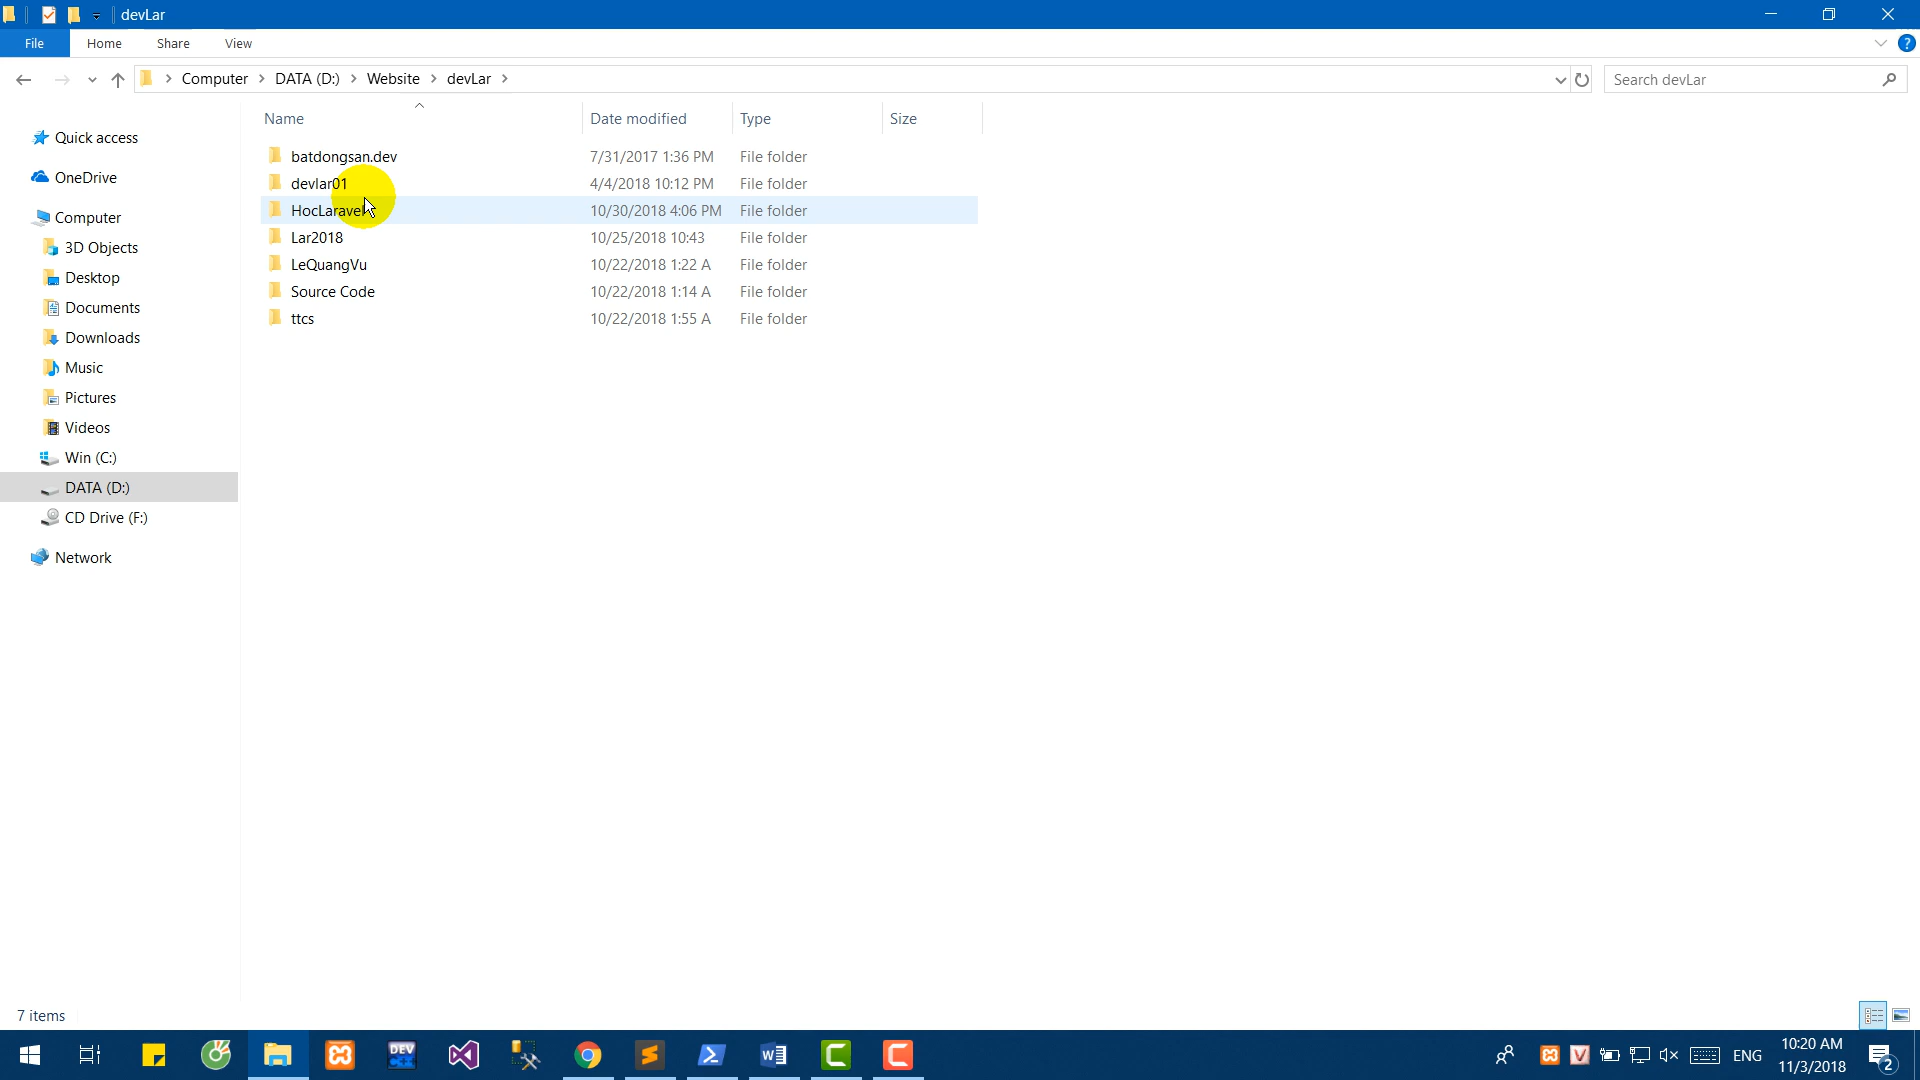 devLar
File Home Share View
Computer DATA (D:) Website devLar Search devLar
Name Date modified Type Size
Quick access
OneDrive
Computer
3D Objects
Desktop
Documents
Downloads
Music
Pictures
Videos
Win (C:)
DATA (D:)
CD Drive (F:)
Network
batdongsan.dev 7/31/2017 1:36 PM File folder
devlar01 4/4/2018 10:12 PM File folder
HocLaravel 10/30/2018 4:06 PM File folder
Lar2018 10/25/2018 10:43 File folder
LeQuangVu 10/22/2018 1:22 A File folder
Source Code 10/22/2018 1:14 A File folder
ttcs 10/22/2018 1:55 A File folder
7 items
DEV
ENG
10:20 AM
11/3/2018
2